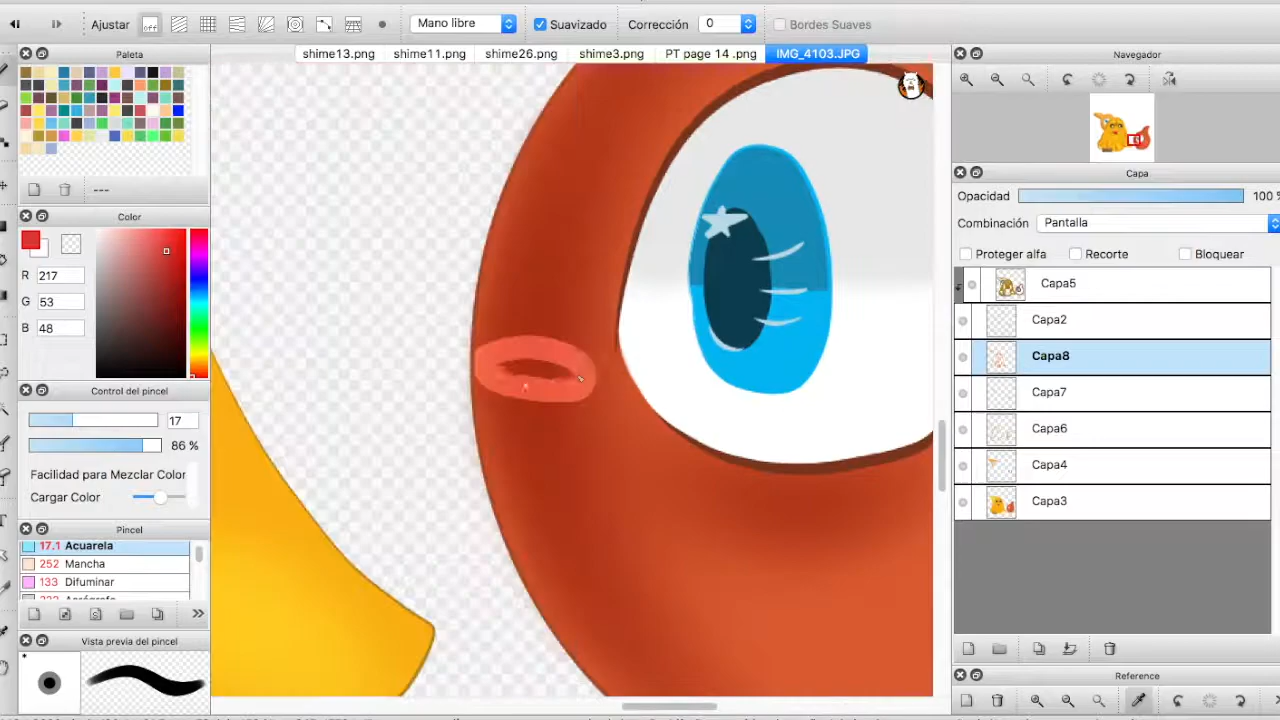 Ajustar
off
Mano libre
Suavizado
Corrección
0
Bordes Suaves
Paleta
shime13.png
shime11.png
shime26.png
shime3.png
PT page 14 .png
IMG_4103.JPG
Navegador
---
Color
R
217
G
53
B
48
Capa
Opacidad
100 %
Combinación
Pantalla
Proteger alfa
Recorte
Bloquear
Capa5
Capa2
Capa8
Capa7
Capa6
Capa4
Capa3
Control del pincel
17
86 %
Facilidad para Mezclar Color
Cargar Color
Pincel
17.1 Acuarela
252 Mancha
133 Difuminar
Vista previa del pincel
Reference